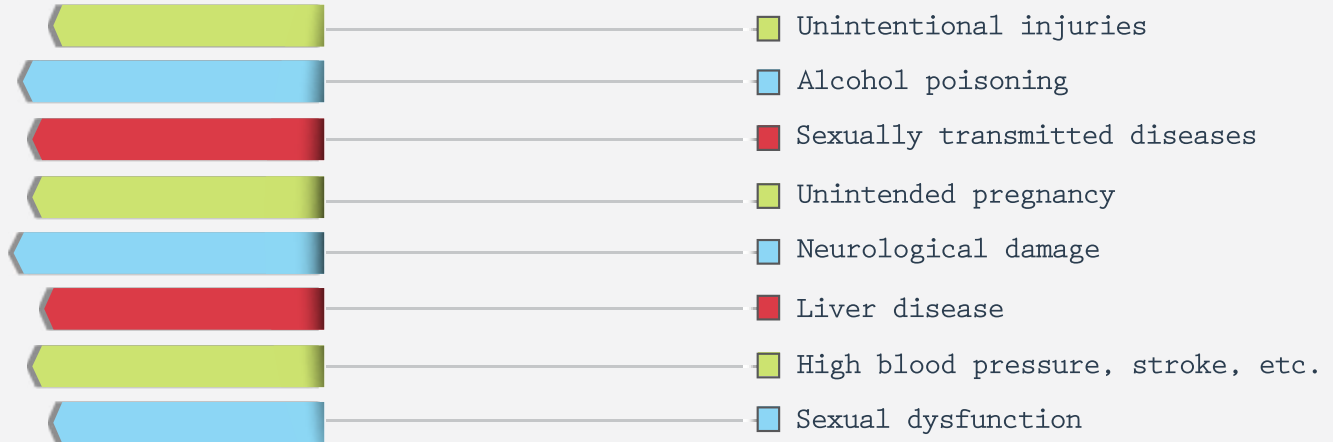 Unintentional injuries
Alcohol poisoning
Sexually transmitted diseases
Unintended pregnancy
Neurological damage
Liver disease
High blood pressure, stroke, etc.
Sexual dysfunction